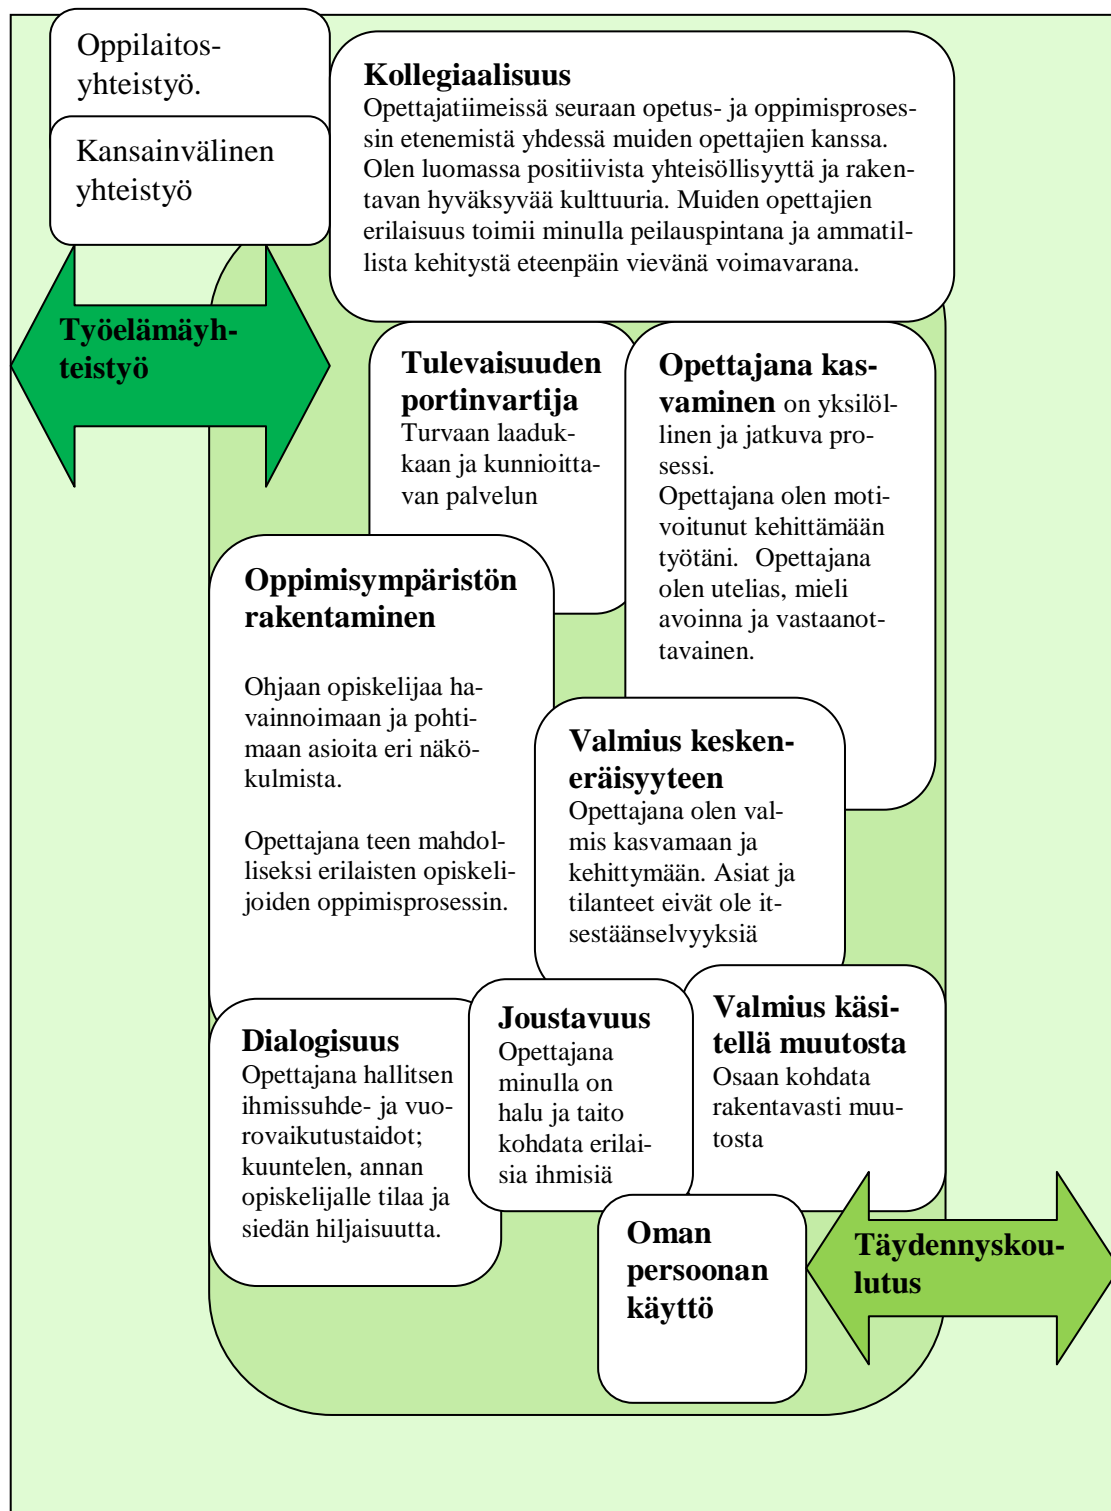 Oppilaitos-
yhteistyö.
Kansainvälinen
yhteistyö
Kollegiaalisuus
Opettajatiimeissä seuraan opetus- ja oppimisproses-
sin etenemistä yhdessä muiden opettajien kanssa.
Olen luomassa positiivista yhteisöllisyyttä ja raken-
tavan hyväksyvää kulttuuria. Muiden opettajien
erilaisuus toimii minulla peilauspintana ja ammatil-
lista kehitystä eteenpäin vievänä voimavarana.
Työelämäyh-
teistyö
Tulevaisuuden
portinvartija
Turvaan laaduk-
kaan ja kunnioitta-
van palvelun
Opettajana kas-
vaminen on yksilöl-
linen ja jatkuva pro-
sessi.
Opettajana olen moti-
voitunut kehittämään
työtäni. Opettajana
olen utelias, mieli
avoinna ja vastaanot-
tavainen.
Oppimisympäristön
rakentaminen
Ohjaan opiskelijaa ha-
vainnoimaan ja pohti-
maan asioita eri näkö-
kulmista.
Opettajana teen mahdol-
liseksi erilaisten opiskeli-
joiden oppimisprosessin.
Valmius kesken-
eräisyyteen
Opettajana olen val-
mis kasvamaan ja
kehittymään. Asiat ja
tilanteet eivät ole it-
sestäänselvyyksiä
Dialogisuus
Opettajana hallitsen
ihmissuhde- ja vuo-
rovaikutustaidot;
kuuntelen, annan
opiskelijalle tilaa ja
siedän hiljaisuutta.
Joustavuus
Opettajana
minulla on
halu ja taito
kohdata erilai-
sia ihmisiä
Valmius käsi-
tellä muutosta
Osaan kohdata
rakentavasti muu-
tosta
Oman
persoonan
käyttö
Täydennyskou-
lutus